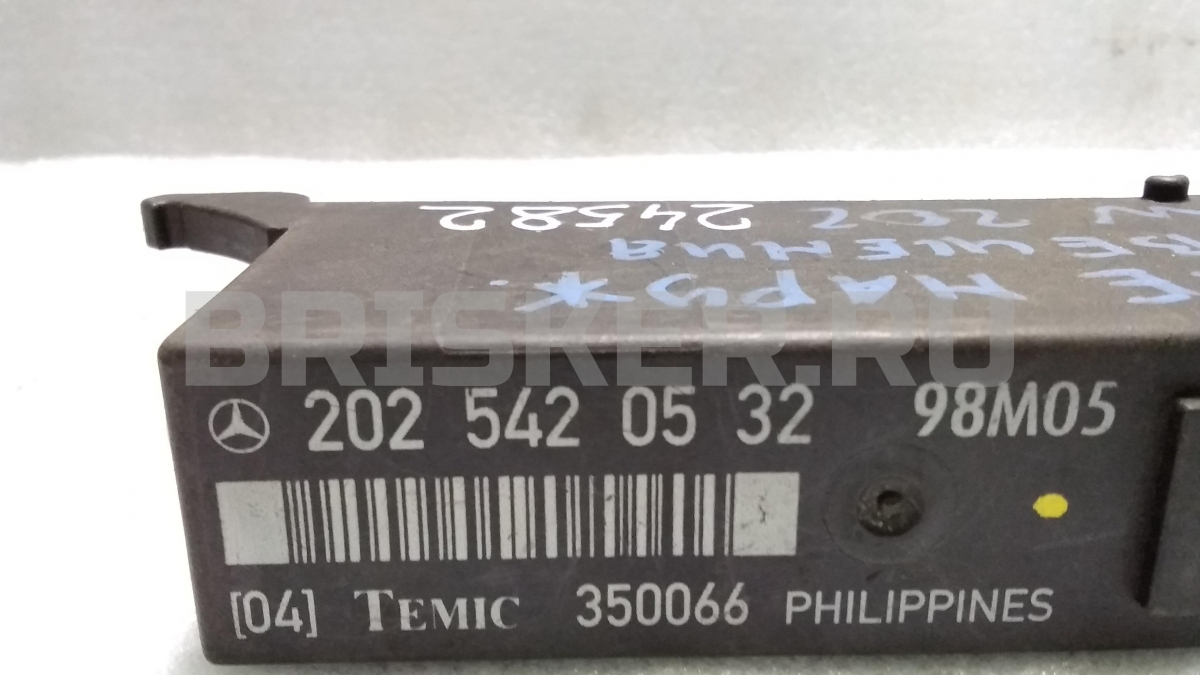 24582
W 202
НАРУЖ.
BRISKER.RU
202 542 05 32 98M05
[04] TEMIC 350066 PHILIPPINES